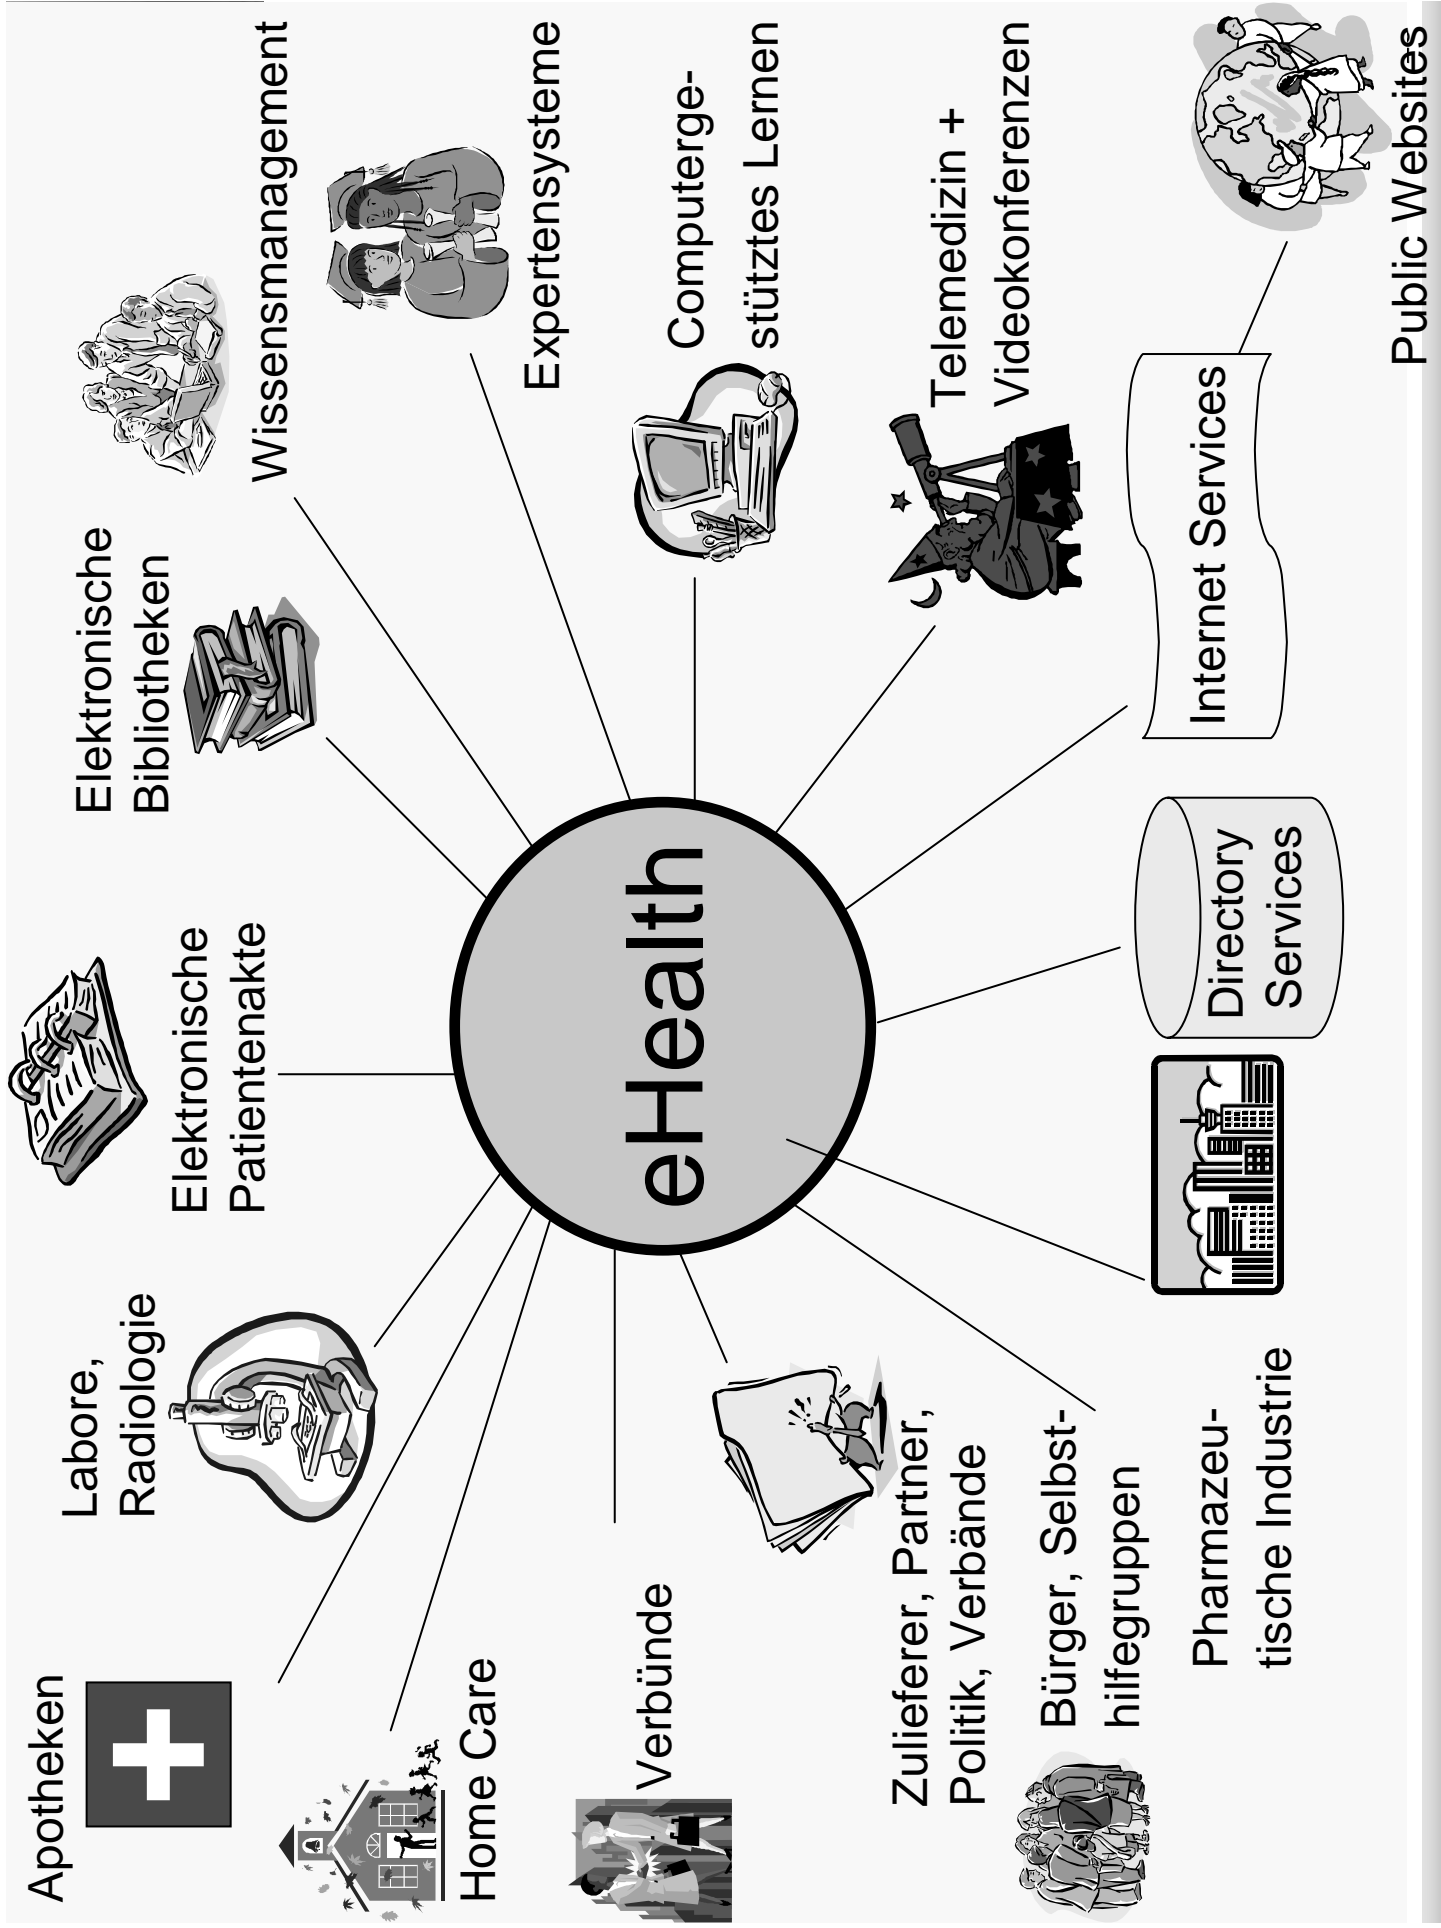 Apotheken
Labore,
Radiologie
Elektronische
Patientenakte
Elektronische
Bibliotheken
Wissensmanagement
Expertensysteme
Computerge-
stütztes Lernen
Telemedizin +
Videokonferenzen
Home Care
eHealth
Verbünde
Zulieferer, Partner,
Politik, Verbände
Bürger, Selbst-
hilfegruppen
Pharmazeu-
tische Industrie
Directory
Services
Internet Services
Public Websites